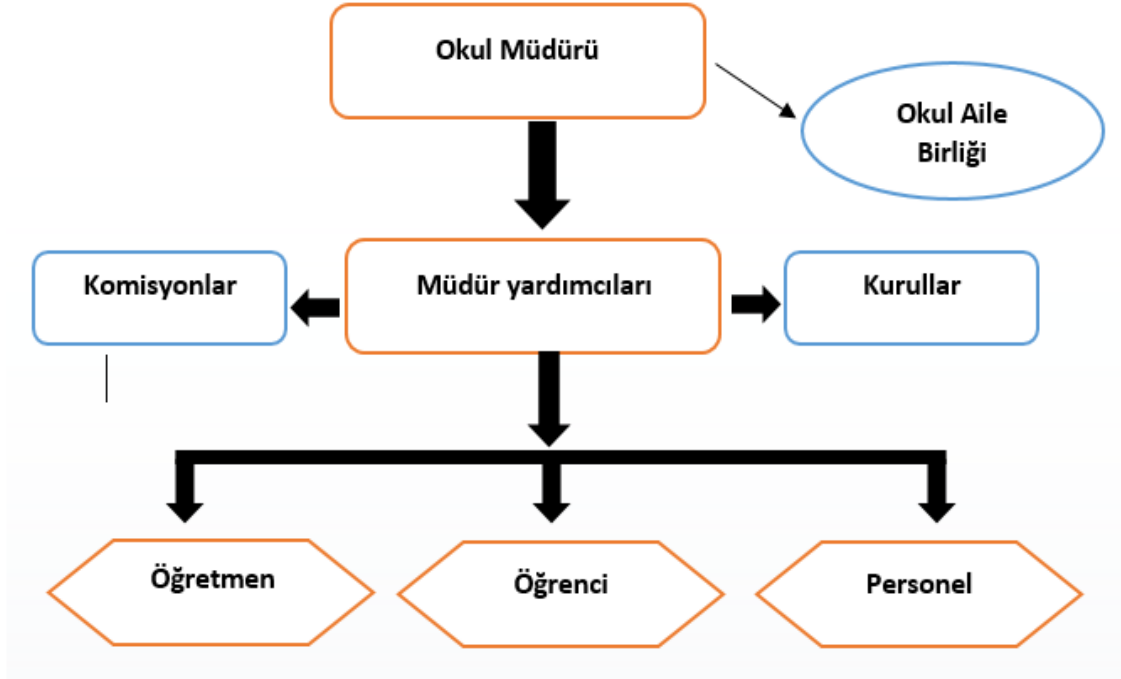 Okul Müdürü
Okul Aile
Birliği
Komisyonlar
Müdür yardımcıları
Kurullar
Öğretmen
Öğrenci
Personel